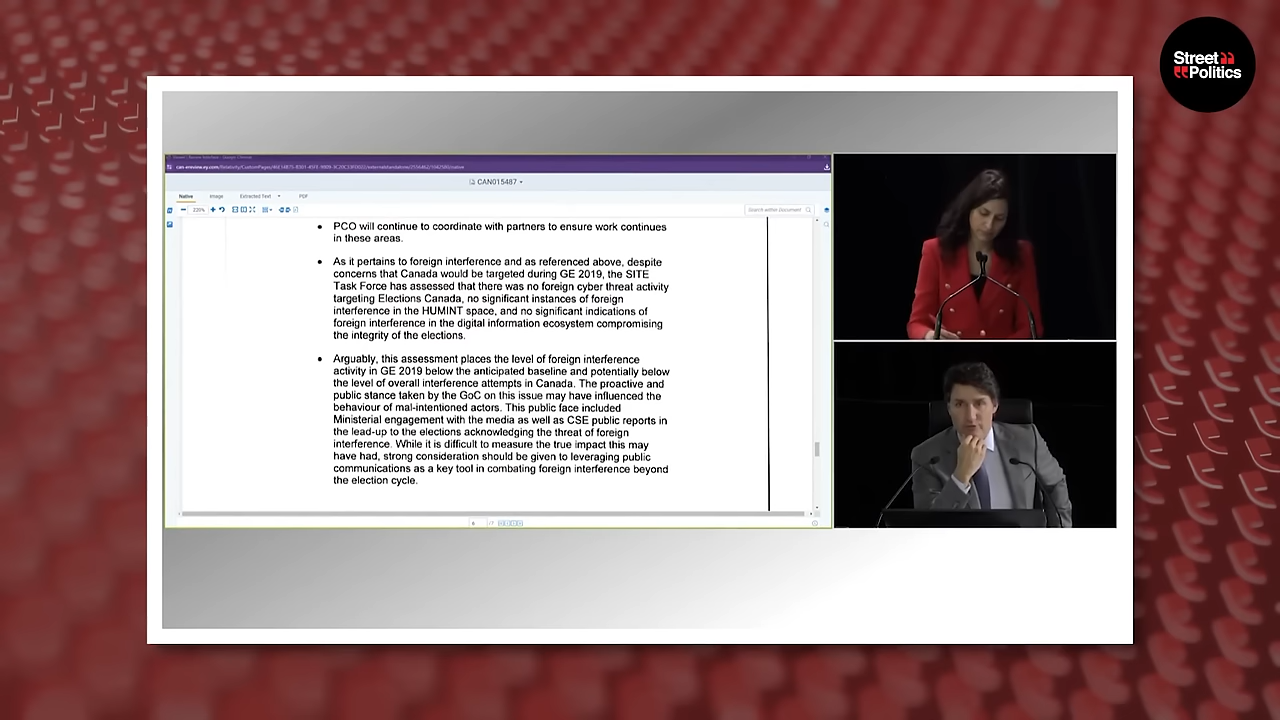 Street
Politics
CAN015487
Native Image Extracted Text PDF
220%
Search within Document
PCO will continue to coordinate with partners to ensure work continues
in these areas.
As it pertains to foreign interference and as referenced above, despite
concerns that Canada would be targeted during GE 2019, the SITE
Task Force has assessed that there was no foreign cyber threat activity
targeting Elections Canada, no significant instances of foreign
interference in the HUMINT space, and no significant indications of
foreign interference in the digital information ecosystem compromising
the integrity of the elections.
Arguably, this assessment places the level of foreign interference
activity in GE 2019 below the anticipated baseline and potentially below
the level of overall interference attempts in Canada. The proactive and
public stance taken by the GoC on this issue may have influenced the
behaviour of mal-intentioned actors. This public face included
Ministerial engagement with the media as well as CSE public reports in
the lead-up to the elections acknowledging the threat of foreign
interference. While it is difficult to measure the true impact this may
have had, strong consideration should be given to leveraging public
communications as a key tool in combating foreign interference beyond
the election cycle.